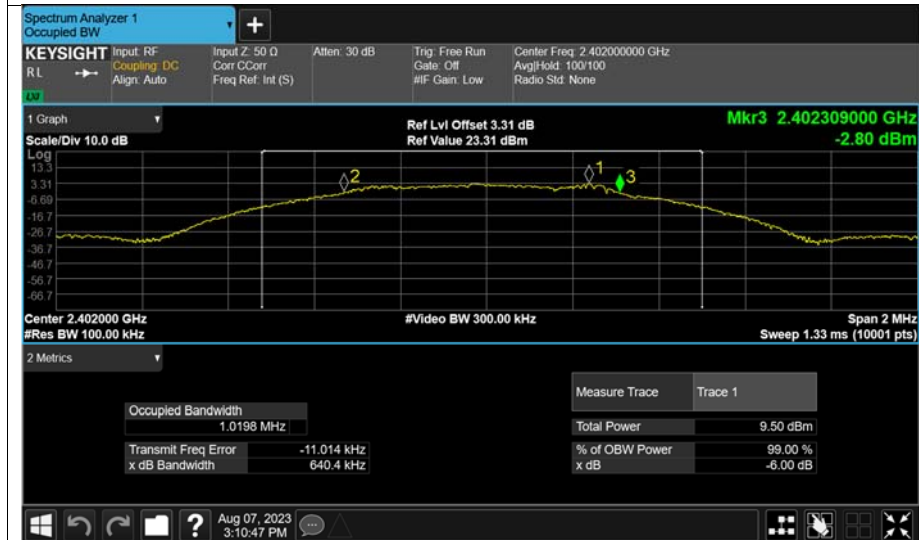 Spectrum Analyzer 1
Occupied BW
+
KEYSIGHT
RL
LXI
Input: RF
Coupling: DC
Align: Auto
Input Z: 50 Ω
Corr CCorr
Freq Ref: Int (S)
Atten: 30 dB
Trig: Free Run
Gate: Off
#IF Gain: Low
Center Freq: 2.402000000 GHz
Avg|Hold: 100/100
Radio Std: None
1 Graph
Scale/Div 10.0 dB
Ref Lvl Offset 3.31 dB
Ref Value 23.31 dBm
Mkr3 2.402309000 GHz
-2.80 dBm
Log
13.3
3.31
-6.69
-16.7
-26.7
-36.7
-46.7
-56.7
-66.7
2
1
3
Center 2.402000 GHz
#Res BW 100.00 kHz
#Video BW 300.00 kHz
Span 2 MHz
Sweep 1.33 ms (10001 pts)
2 Metrics
Measure Trace Trace 1
Occupied Bandwidth
1.0198 MHz
Total Power 9.50 dBm
Transmit Freq Error -11.014 kHz
x dB Bandwidth 640.4 kHz
% of OBW Power 99.00 %
x dB -6.00 dB
?
Aug 07, 2023
3:10:47 PM